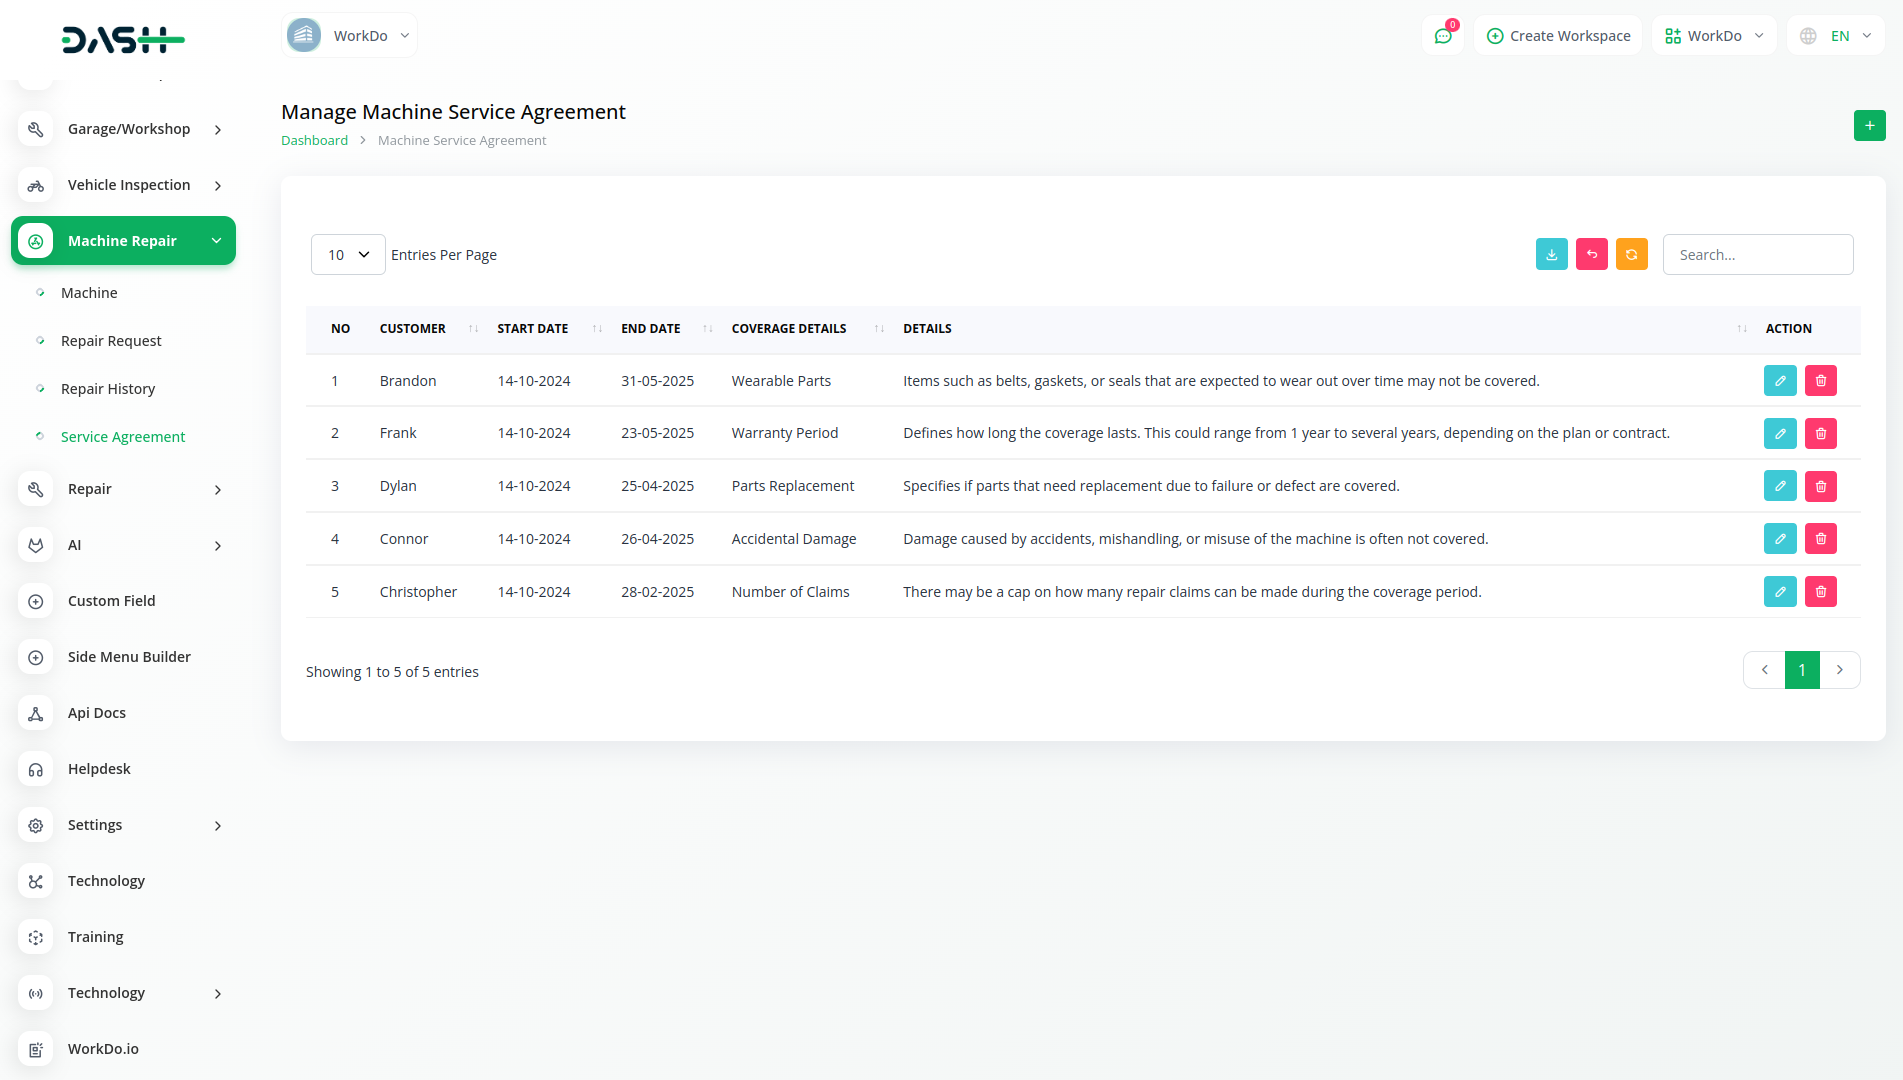 DASH
WorkDo
0
Create Workspace
WorkDo
EN
Garage/Workshop
Vehicle Inspection
Machine Repair
Machine
Repair Request
Repair History
Service Agreement
Repair
AI
Custom Field
Side Menu Builder
Api Docs
Helpdesk
Settings
Technology
Training
Technology
WorkDo.io
Manage Machine Service Agreement
Dashboard > Machine Service Agreement
10 Entries Per Page
Search...
NO CUSTOMER START DATE END DATE COVERAGE DETAILS DETAILS ACTION
1 Brandon 14-10-2024 31-05-2025 Wearable Parts Items such as belts, gaskets, or seals that are expected to wear out over time may not be covered.
2 Frank 14-10-2024 23-05-2025 Warranty Period Defines how long the coverage lasts. This could range from 1 year to several years, depending on the plan or contract.
3 Dylan 14-10-2024 25-04-2025 Parts Replacement Specifies if parts that need replacement due to failure or defect are covered.
4 Connor 14-10-2024 26-04-2025 Accidental Damage Damage caused by accidents, mishandling, or misuse of the machine is often not covered.
5 Christopher 14-10-2024 28-02-2025 Number of Claims There may be a cap on how many repair claims can be made during the coverage period.
Showing 1 to 5 of 5 entries
1